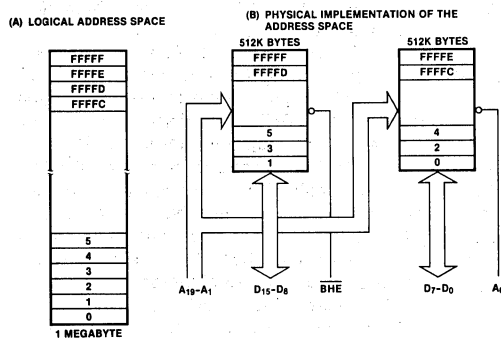 (A) LOGICAL ADDRESS SPACE
FFFFF
FFFFE
FFFFD
FFFFC
5
4
3
2
1
0
1 MEGABYTE
(B) PHYSICAL IMPLEMENTATION OF THE
ADDRESS SPACE
512K BYTES
FFFFF
FFFFD
5
3
1
512K BYTES
FFFFE
FFFFC
4
2
0
A19-A1
D15-D8
BHE
D7-D0